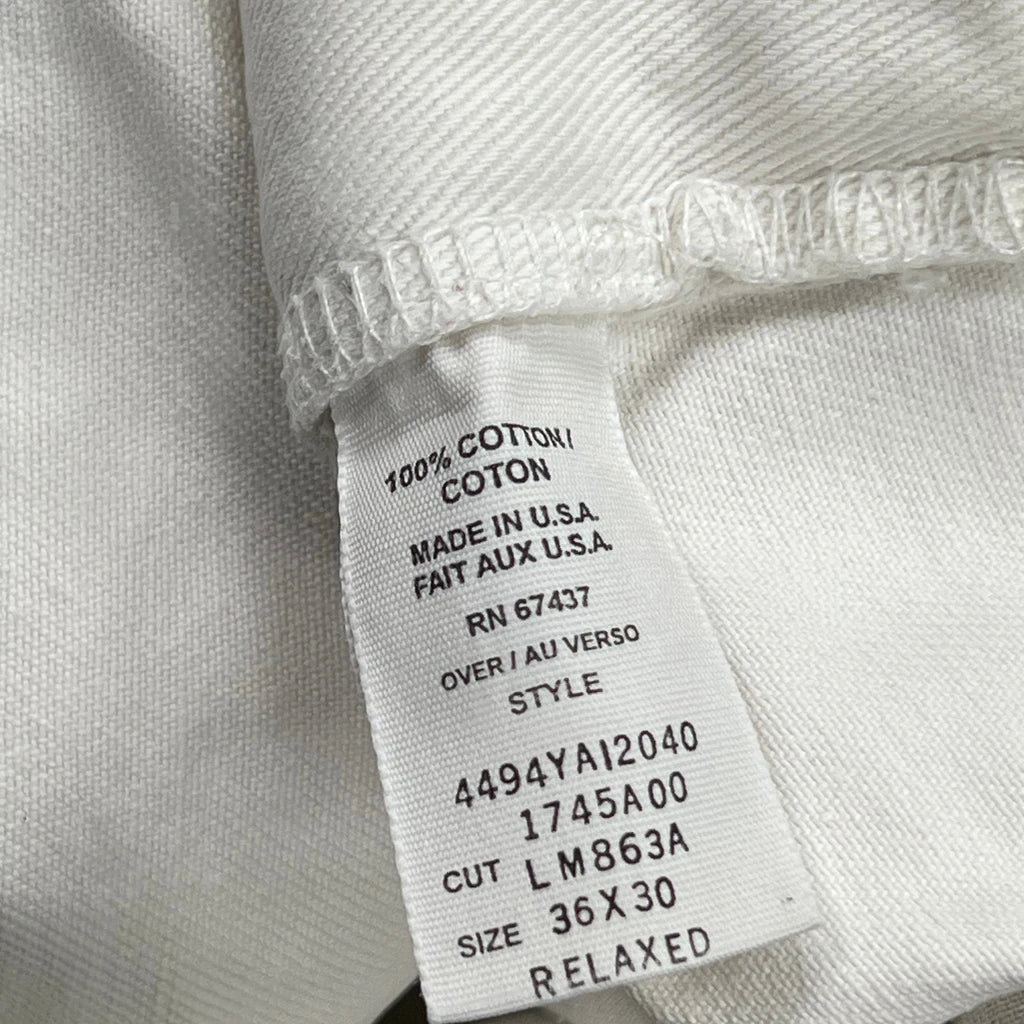 100% COTTON/
COTON
MADE IN U.S.A.
FAIT AUX U.S.A.
RN 67437
OVER / AU VERSO
STYLE
4494YAI2040
1745A00
CUT LM863A
SIZE 36X30
RELAXED